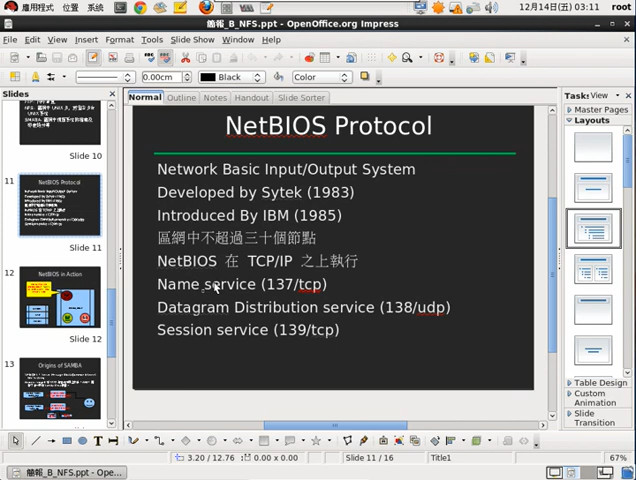 應用程式 位置 系統 12月14日(五) 03:11 root
簡報_B_NFS.ppt - OpenOffice.org Impress
File Edit View Insert Format Tools Slide Show Window Help
0.00cm Black Color
Slides
Normal Outline Notes Handout Slide Sorter
Tasks View
Master Pages
Layouts
Slide 10
11
NetBIOS Protocol
Slide 11
12
NetBIOS in Action
Slide 12
13
Origins of SAMBA
NetBIOS Protocol
Network Basic Input/Output System
Developed by Sytek (1983)
Introduced By IBM (1985)
區網中不超過三十個節點
NetBIOS 在 TCP/IP 之上執行
Name service (137/tcp)
Datagram Distribution service (138/udp)
Session service (139/tcp)
Table Design
Custom
Animation
Slide
Transition
3.20 / 12.76 0.00 x 0.00 Slide 11 / 16 Title1 67%
簡報_B_NFS.ppt - Ope...